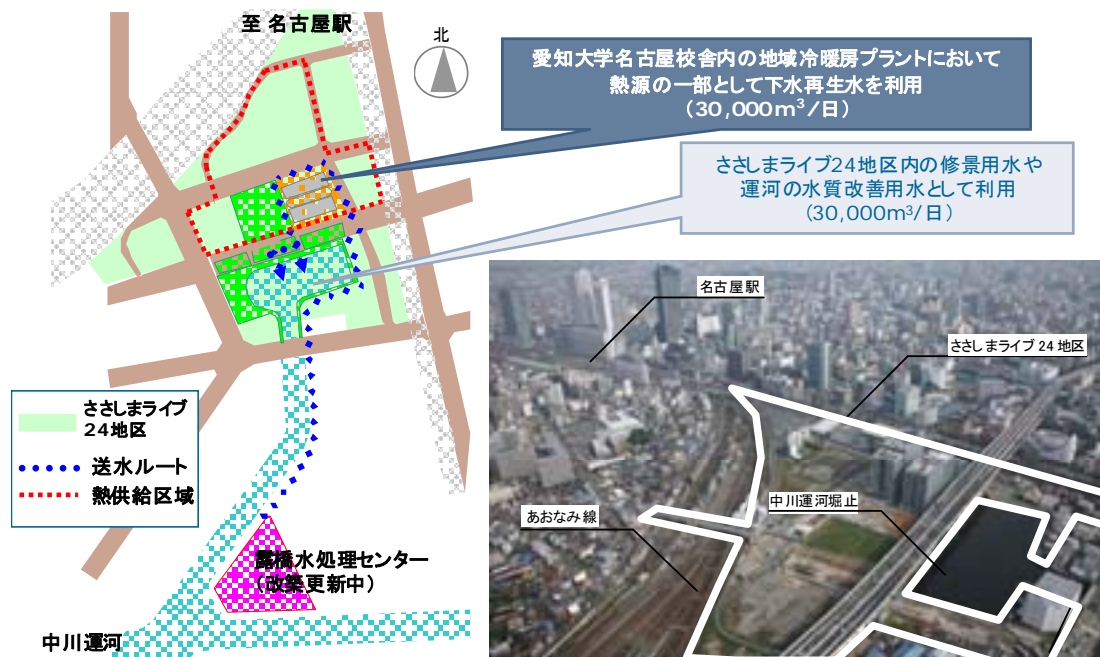 至 名古屋駅
北
愛知大学名古屋校舎内の地域冷暖房プラントにおいて
熱源の一部として下水再生水を利用
(30,000m³/日)
ささしまライブ24地区内の修景用水や
運河の水質改善用水として利用
(30,000m³/日)
名古屋駅
ささしまライブ 24 地区
中川運河堀止
あおなみ線
ささしまライブ
24地区
送水ルート
熱供給区域
露橋水処理センター
(改築更新中)
中川運河